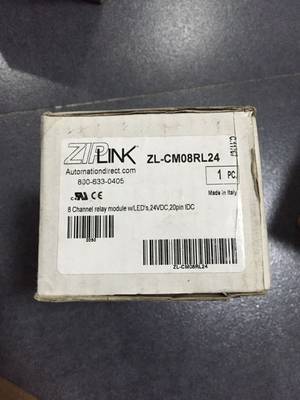 ZIPLINK ZL-CM08RL24
Automationdirect.com
800-633-0405
1 PC.
Made in Italy
8 Channel relay module w/LED's,24VDC,20pin IDC
ZL-CM08RL24